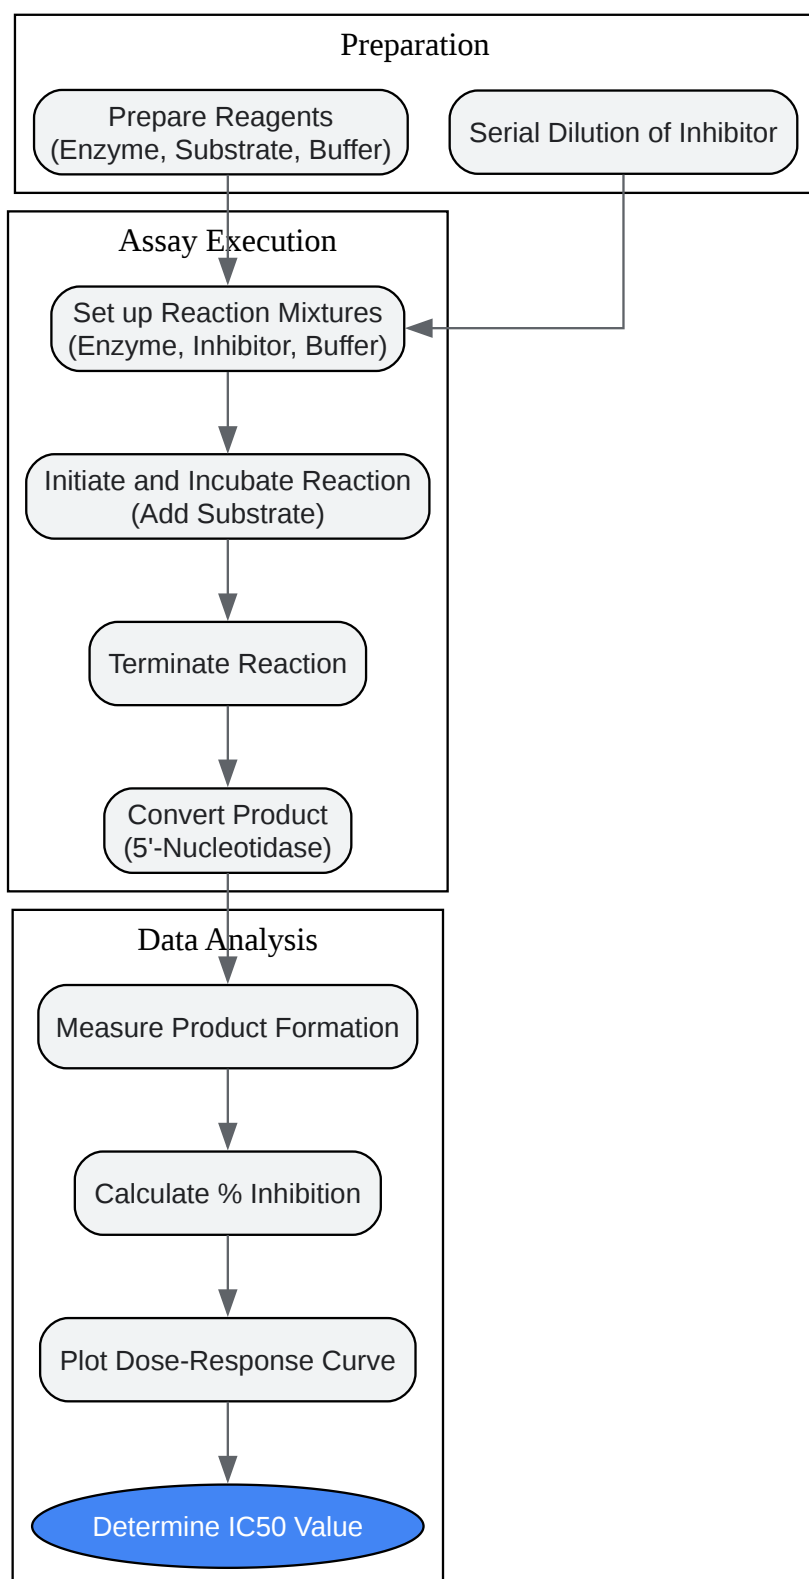 Preparation
Prepare Reagents
(Enzyme, Substrate, Buffer)
Serial Dilution of Inhibitor
Assay Execution
Set up Reaction Mixtures
(Enzyme, Inhibitor, Buffer)
Initiate and Incubate Reaction
(Add Substrate)
Terminate Reaction
Convert Product
(5'-Nucleotidase)
Data Analysis
Measure Product Formation
Calculate % Inhibition
Plot Dose-Response Curve
Determine IC50 Value